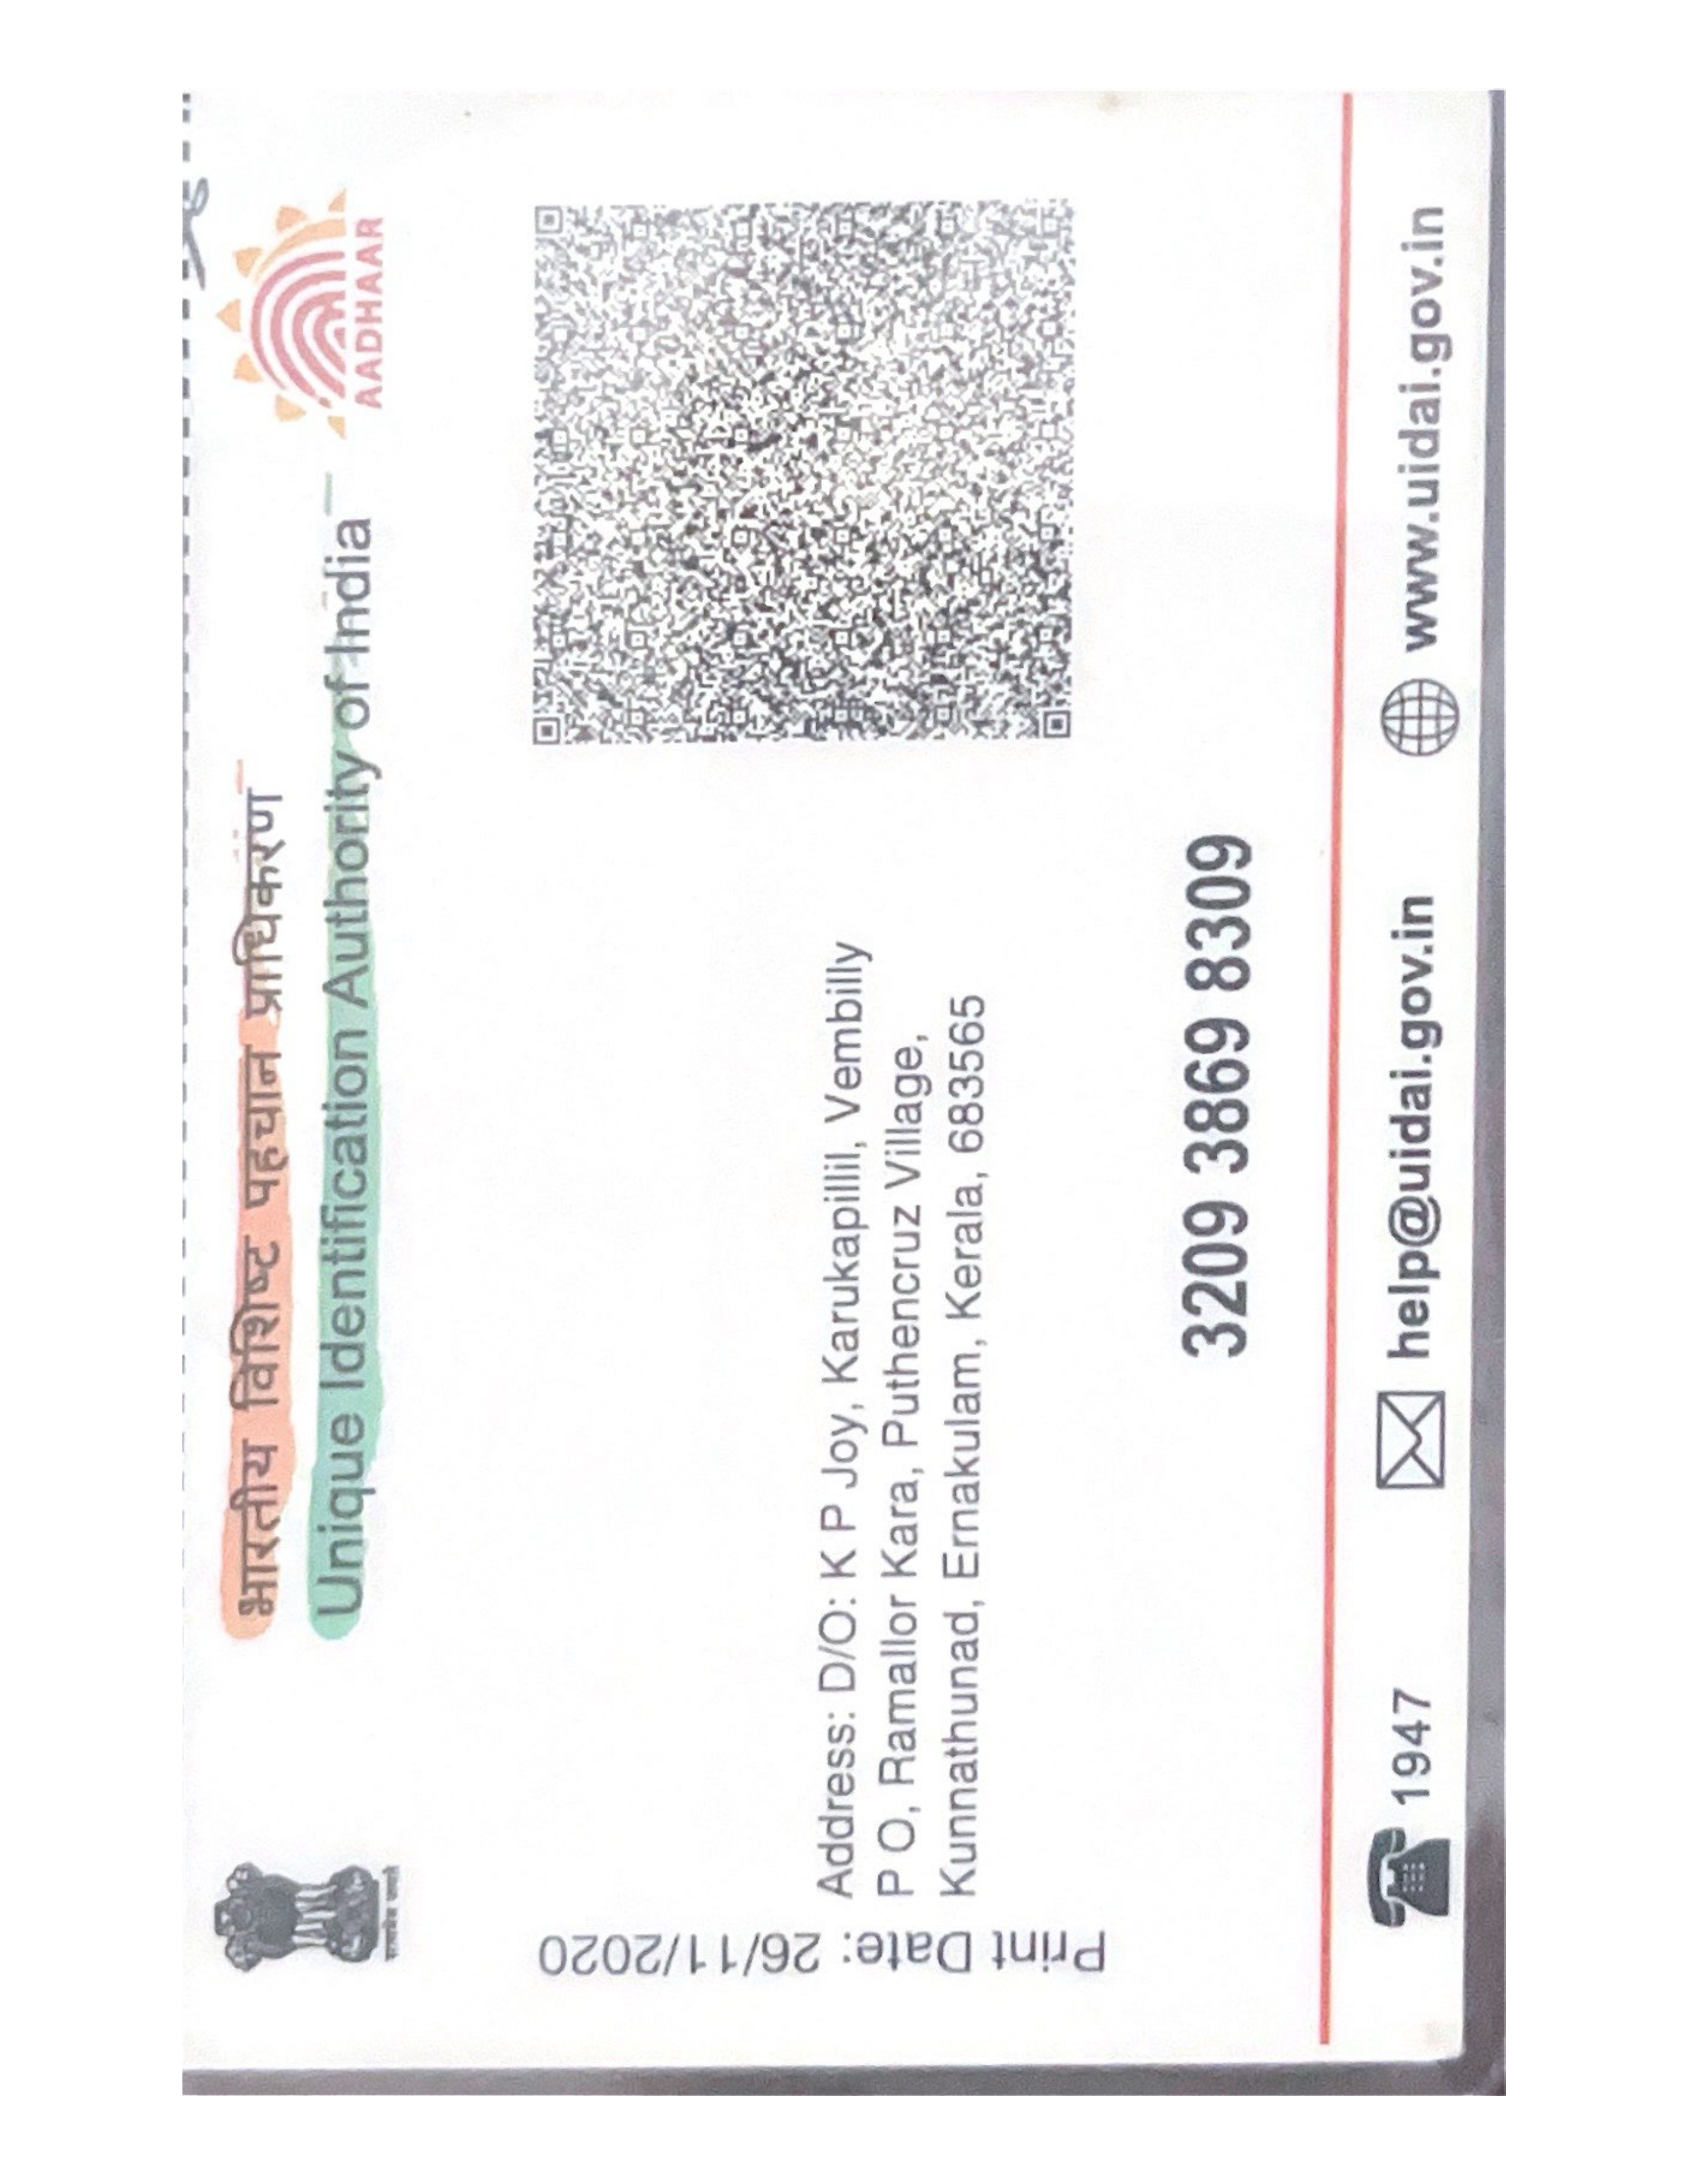 भारतीय विशिष्ट पहचान प्राधिकरण
Unique Identification Authority of India
AADHAAR
Print Date: 26/11/2020
Address: D/O: K P Joy, Karukapillil, Vembilly
P O, Ramallor Kara, Puthencruz Village,
Kunnathunad, Ernakulam, Kerala, 683565
3209 3869 8309
1947
help@uidai.gov.in
www.uidai.gov.in